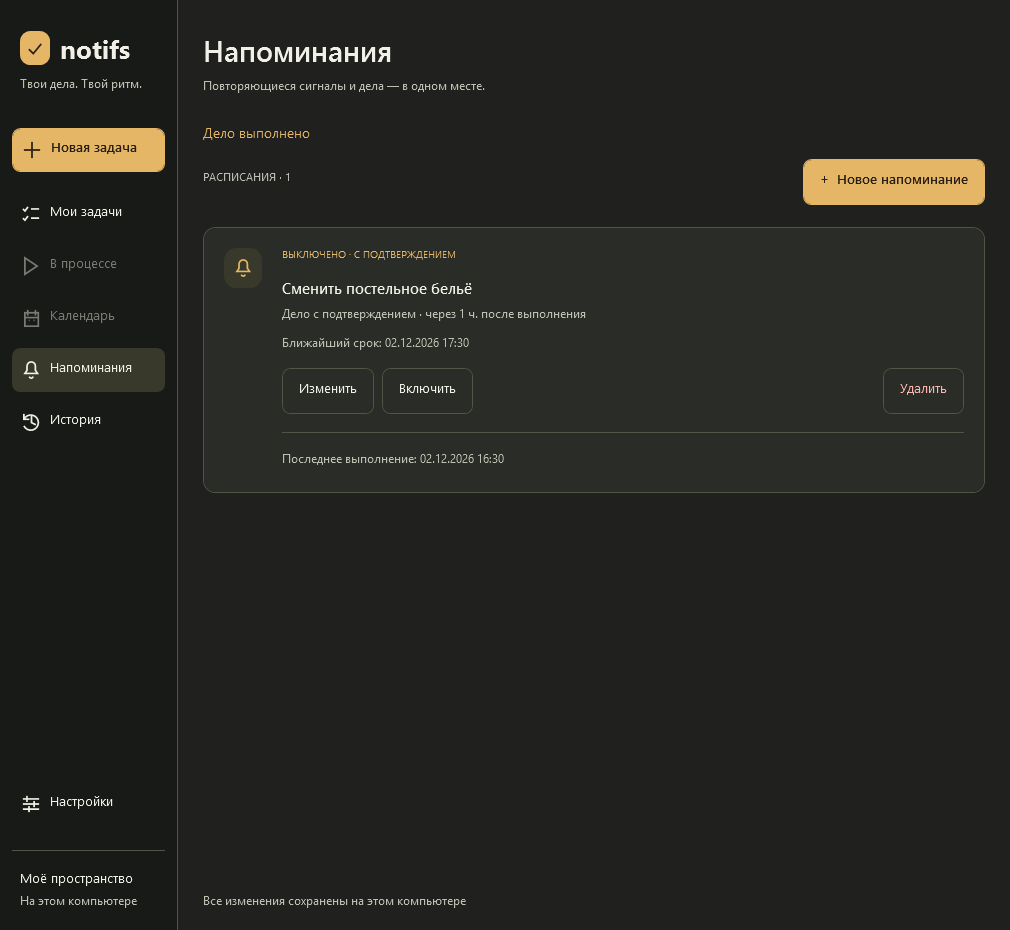 notifs
Твои дела. Твой ритм.
Новая задача
Мои задачи
В процессе
Календарь
Напоминания
История
Настройки
Моё пространство
На этом компьютере
Напоминания
Повторяющиеся сигналы и дела — в одном месте.
Дело выполнено
РАСПИСАНИЯ · 1
+ Новое напоминание
ВЫКЛЮЧЕНО · С ПОДТВЕРЖДЕНИЕМ
Сменить постельное бельё
Дело с подтверждением · через 1 ч. после выполнения
Ближайший срок: 02.12.2026 17:30
Изменить Включить Удалить
Последнее выполнение: 02.12.2026 16:30
Все изменения сохранены на этом компьютере